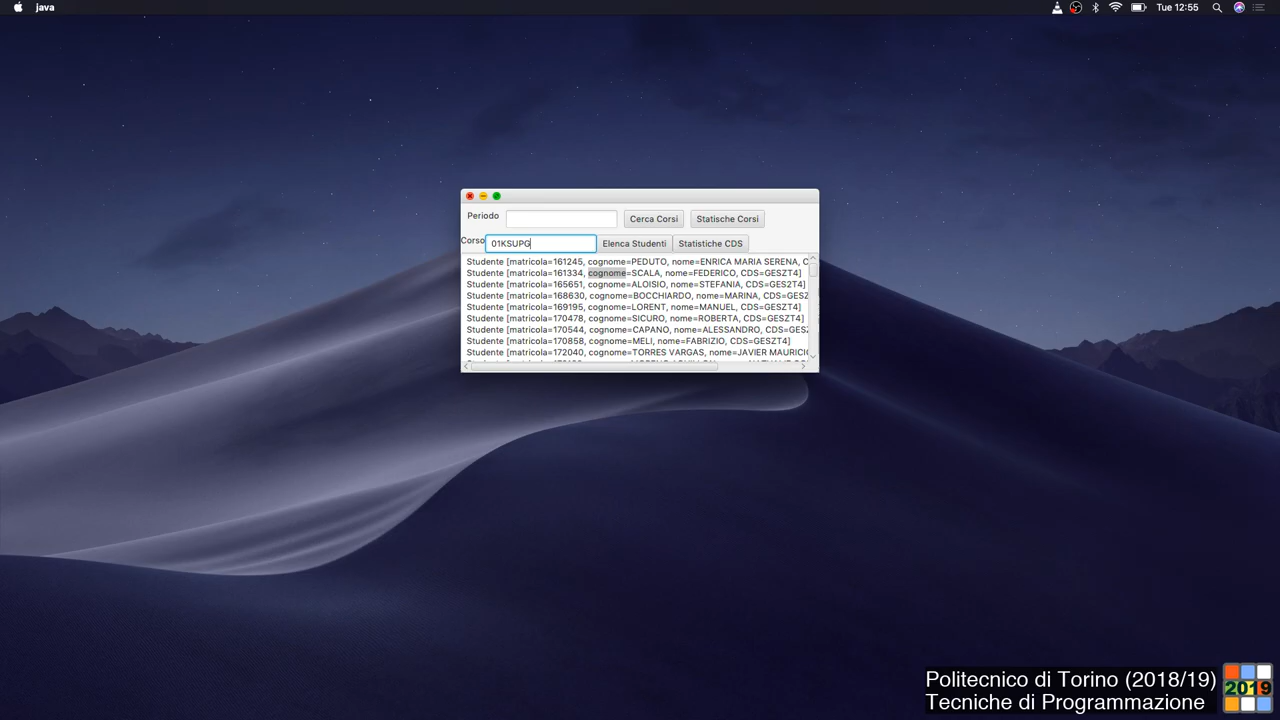 java
Tue 12:55
Periodo
Cerca Corsi
Statische Corsi
Corso
01KSUPG
Elenca Studenti
Statistiche CDS
Studente [matricola=161245, cognome=PEDUTO, nome=ENRICA MARIA SERENA, C
Studente [matricola=161334, cognome=SCALA, nome=FEDERICO, CDS=GESZT4]
Studente [matricola=165651, cognome=ALOISIO, nome=STEFANIA, CDS=GESZT4]
Studente [matricola=168630, cognome=BOCCHIARDO, nome=MARINA, CDS=GESZ
Studente [matricola=169195, cognome=LORENT, nome=MANUEL, CDS=GESZT4]
Studente [matricola=170478, cognome=SICURO, nome=ROBERTA, CDS=GESZT4]
Studente [matricola=170544, cognome=CAPANO, nome=ALESSANDRO, CDS=GESZ
Studente [matricola=170858, cognome=MELI, nome=FABRIZIO, CDS=GESZT4]
Studente [matricola=172040, cognome=TORRES VARGAS, nome=JAVIER MAURICIO
Politecnico di Torino (2018/19)
Tecniche di Programmazione
2019